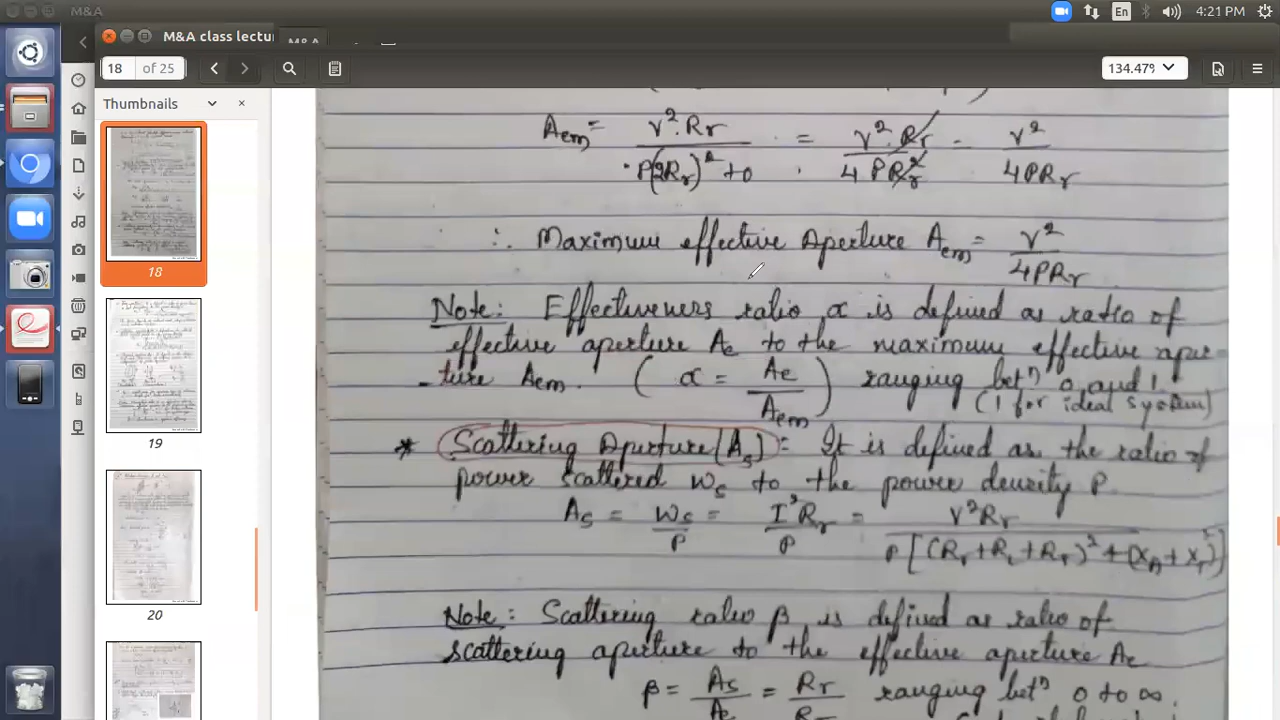 M&A
En
4:21 PM
M&A class lectur
M&A
18 of 25
134.47%
Thumbnails
18
19
20
Aem = V². Rr / P(2Rr)² + 0 = V². Rr / 4 P Rr² = V² / 4PRr
∴ Maximum effective Aperture Aem = V² / 4PRr
Note: Effectiveness ratio α is defined as ratio of
effective aperture Ae to the maximum effective aper-
-ture Aem. ( α = Ae / Aem ) ranging betn 0 and 1
(1 for ideal system)
* Scattering Aperture (As) = It is defined as the ratio of
power scattered Ws to the power density P.
As = Ws / P = I²Rr / P = V²Rr / P[(Rr+RL+Rr)² + (XA+XT)²]
Note: Scattering ratio β is defined as ratio of
scattering aperture to the effective aperture Ae
β = As / Ae = Rr / ranging betn 0 to ∞.